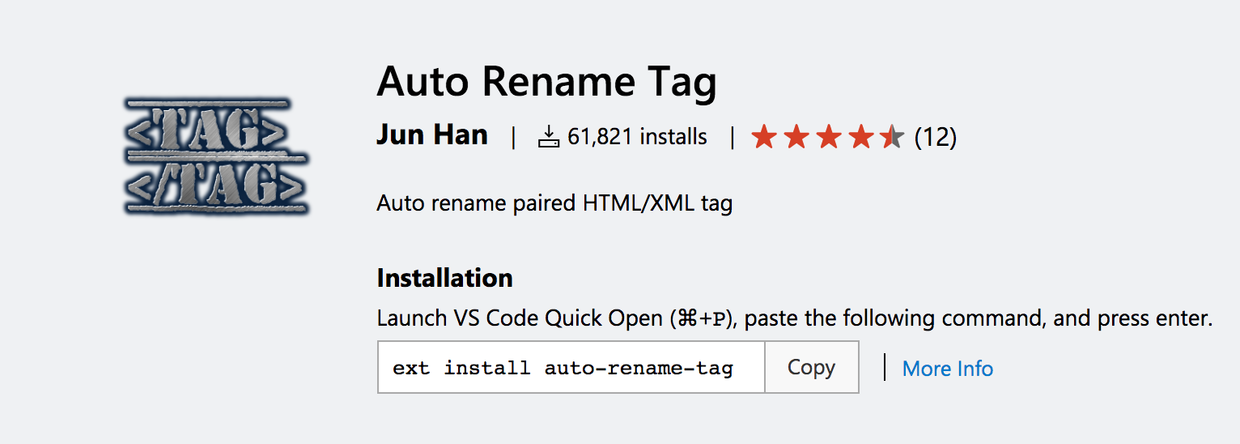 <TAG>
</TAG>
Auto Rename Tag
Jun Han | 61,821 installs | (12)
Auto rename paired HTML/XML tag
Installation
Launch VS Code Quick Open (⌘+P), paste the following command, and press enter.
ext install auto-rename-tag Copy | More Info